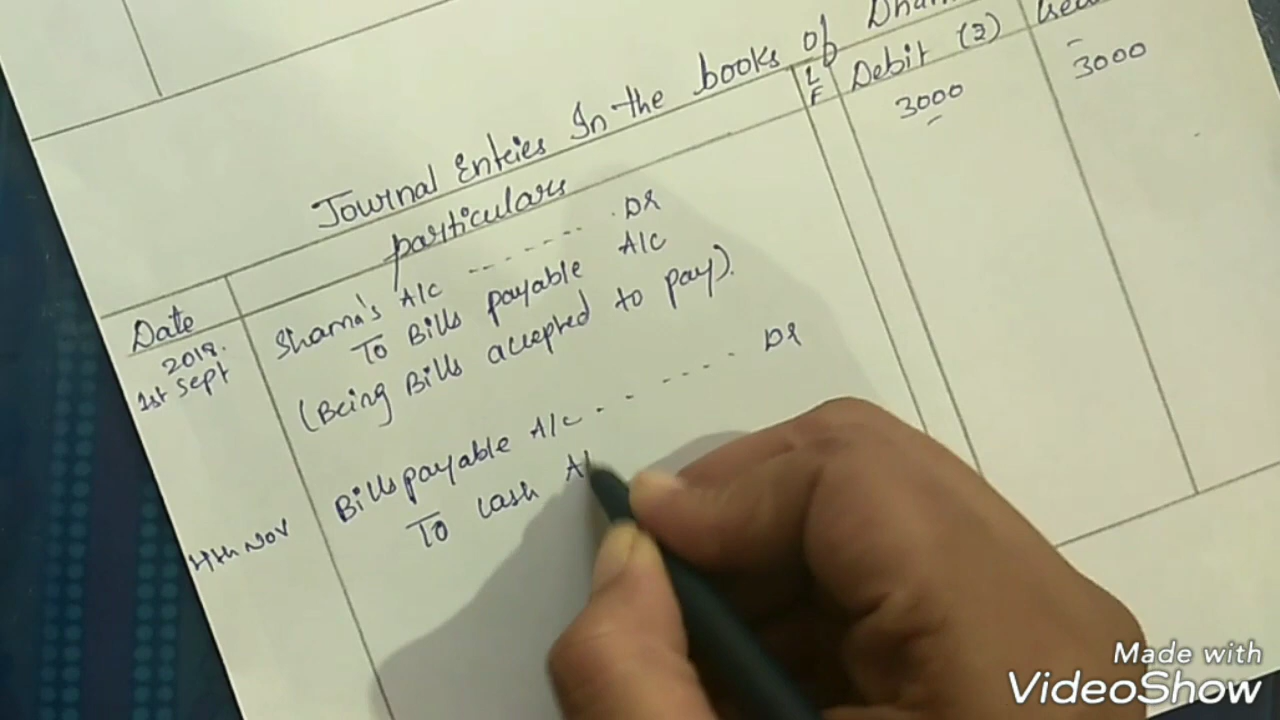 Journal Entries In the books of
Date particulars L F Debit (₹)
2018. Sharma's A/c ---------- DR 3000
1st Sept To Bills payable A/c 3000
(Being Bills accepted to pay).
4th Nov Bills payable A/c - - - - - - - DR
To cash A/
Made with
VideoShow